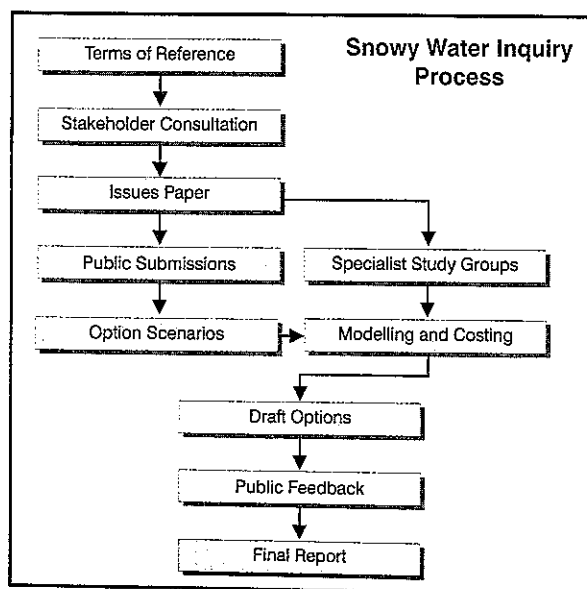 Snowy Water Inquiry
Process
Terms of Reference
Stakeholder Consultation
Issues Paper
Public Submissions
Specialist Study Groups
Option Scenarios
Modelling and Costing
Draft Options
Public Feedback
Final Report